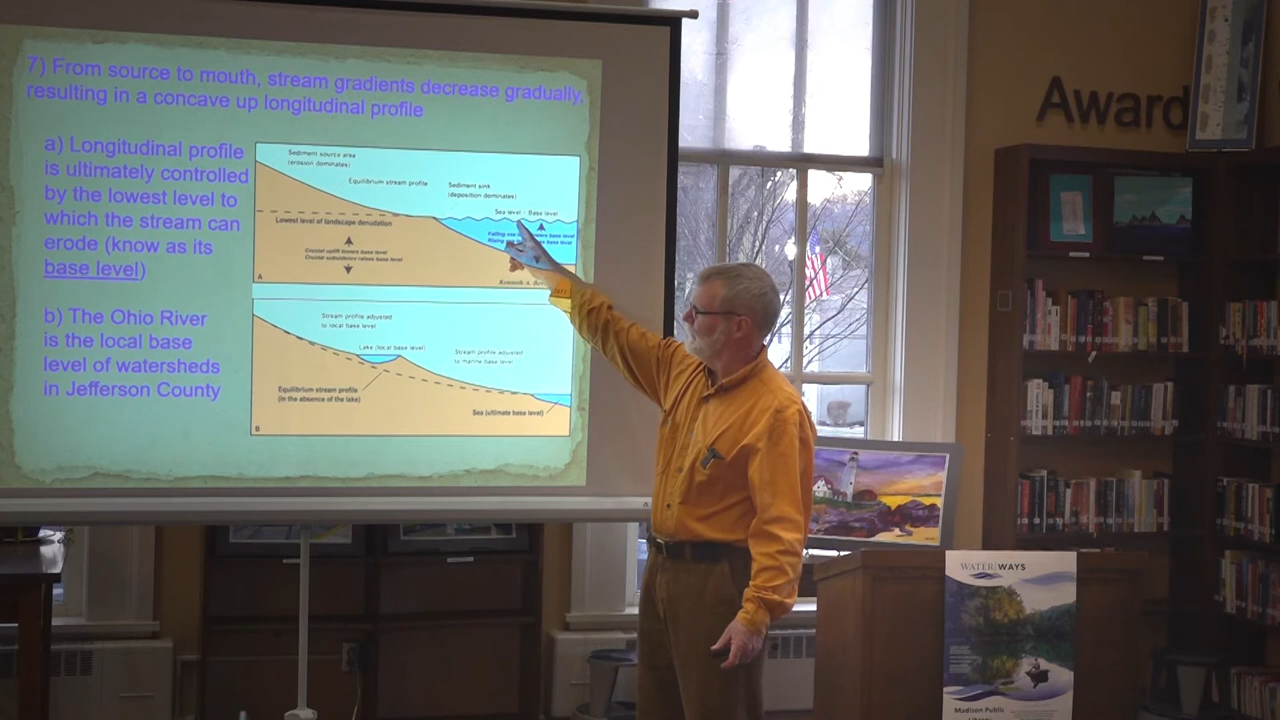 7) From source to mouth, stream gradients decrease gradually,
resulting in a concave up longitudinal profile
a) Longitudinal profile
is ultimately controlled
by the lowest level to
which the stream can
erode (know as its
base level)
b) The Ohio River
is the local base
level of watersheds
in Jefferson County
Sediment source area
(erosion dominates)
Equilibrium stream profile
Sediment sink
(deposition dominates)
Sea level - Base level
Lowest level of landscape denudation
Falling sea lowers base level
Rising base level
Crustal uplift lowers base level
Crustal subsidence raises base level
A
Kenneth A.
Stream profile adjusted
to local base level
Lake (local base level)
Stream profile adjusted
to marine base level
Equilibrium stream profile
(in the absence of the lake)
Sea (ultimate base level)
B
Award
WATER/WAYS
Madison Public
Library